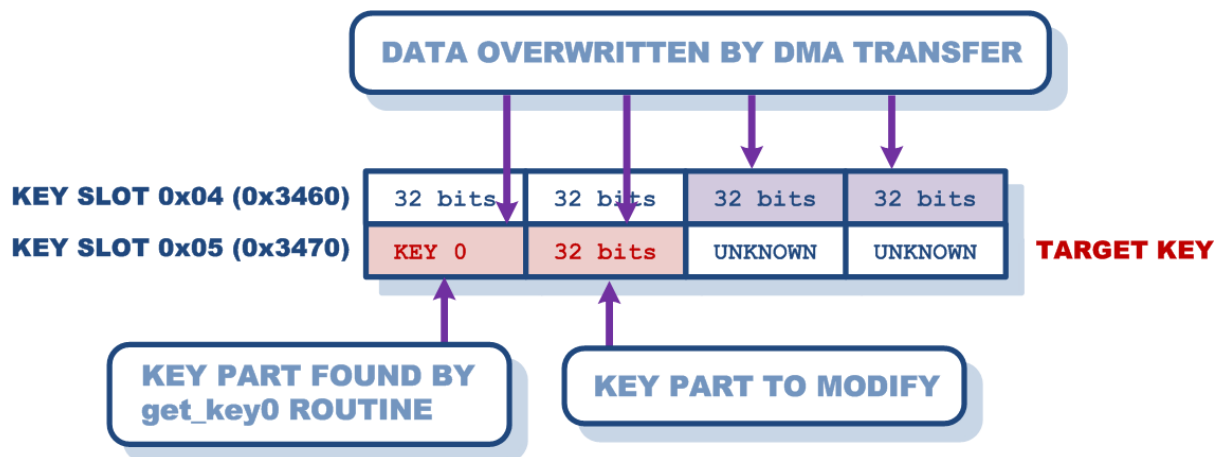 DATA OVERWRITTEN BY DMA TRANSFER
KEY SLOT 0x04 (0x3460) 32 bits 32 bits 32 bits 32 bits
KEY SLOT 0x05 (0x3470) KEY 0 32 bits UNKNOWN UNKNOWN TARGET KEY
KEY PART FOUND BY
get_key0 ROUTINE
KEY PART TO MODIFY